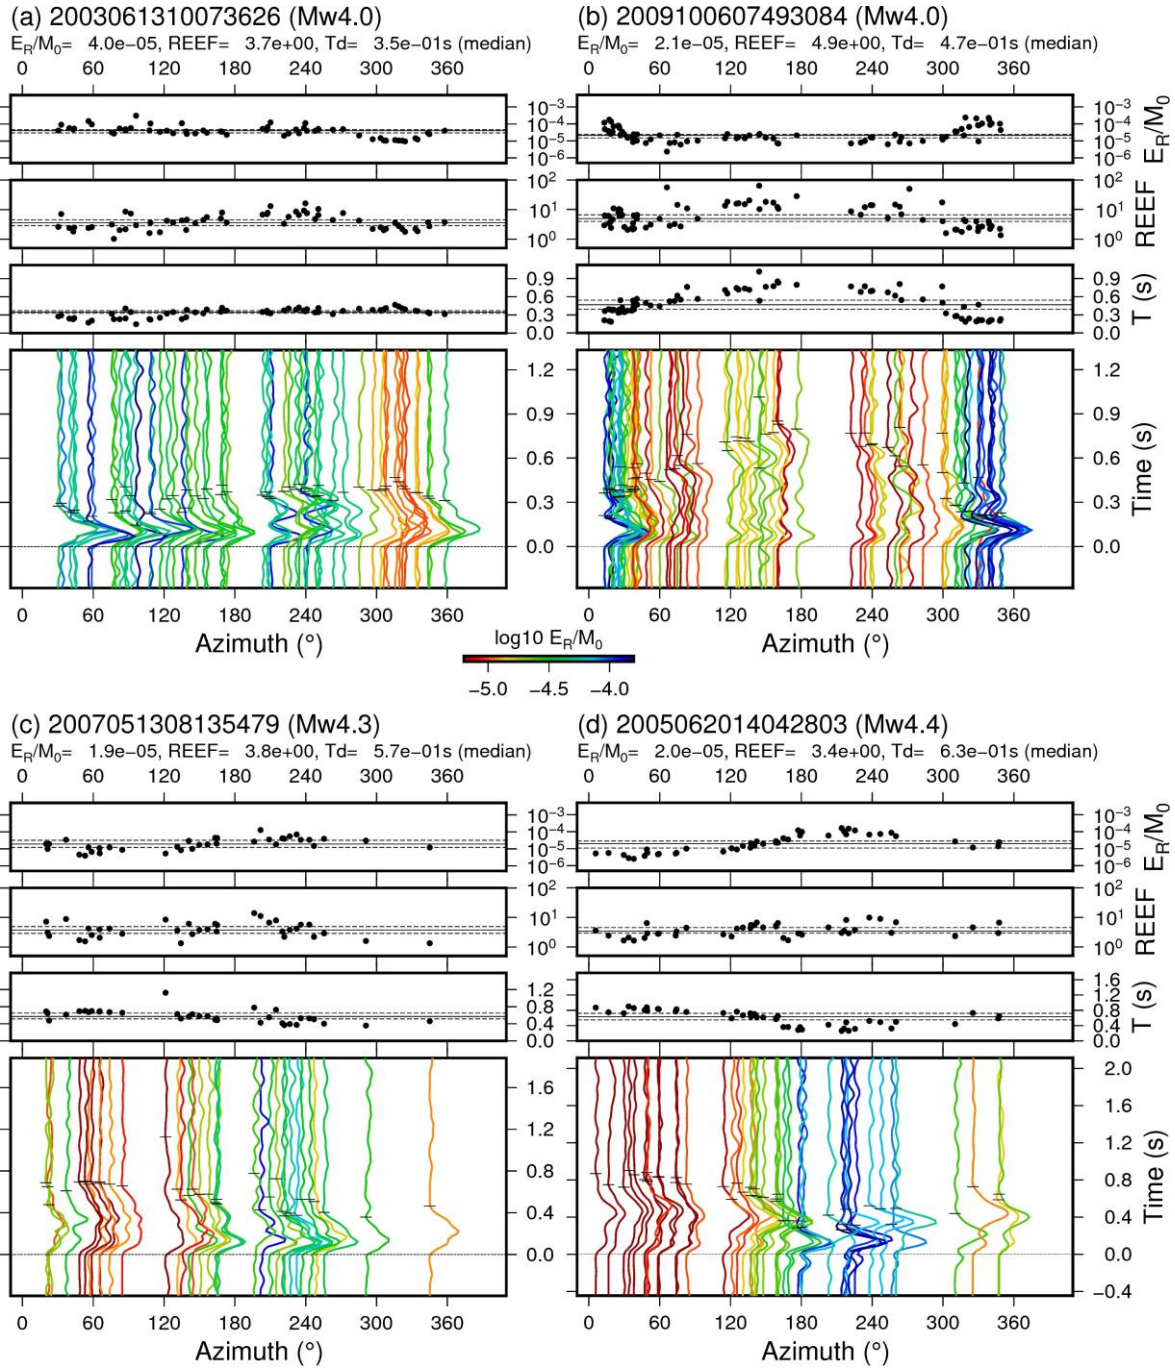 (a) 2003061310073626 (Mw4.0)
E_R/M_0= 4.0e−05, REEF= 3.7e+00, Td= 3.5e−01s (median)
0 60 120 180 240 300 360
(b) 2009100607493084 (Mw4.0)
E_R/M_0= 2.1e−05, REEF= 4.9e+00, Td= 4.7e−01s (median)
0 60 120 180 240 300 360
10^−3
10^−4
10^−5
10^−6
E_R/M_0
10^−3
10^−4
10^−5
10^−6
10^2
10^1
10^0
REEF
10^2
10^1
10^0
0.9
0.6
0.3
0.0
T (s)
0.9
0.6
0.3
0.0
1.2
0.9
0.6
0.3
0.0
Time (s)
1.2
0.9
0.6
0.3
0.0
0 60 120 180 240 300 360
Azimuth (°)
0 60 120 180 240 300 360
Azimuth (°)
log10 E_R/M_0
−5.0 −4.5 −4.0
(c) 2007051308135479 (Mw4.3)
E_R/M_0= 1.9e−05, REEF= 3.8e+00, Td= 5.7e−01s (median)
0 60 120 180 240 300 360
(d) 2005062014042803 (Mw4.4)
E_R/M_0= 2.0e−05, REEF= 3.4e+00, Td= 6.3e−01s (median)
0 60 120 180 240 300 360
10^−3
10^−4
10^−5
10^−6
E_R/M_0
10^−3
10^−4
10^−5
10^−6
10^2
10^1
10^0
REEF
10^2
10^1
10^0
1.2
0.8
0.4
0.0
T (s)
1.6
1.2
0.8
0.4
0.0
1.6
1.2
0.8
0.4
0.0
Time (s)
2.0
1.6
1.2
0.8
0.4
0.0
−0.4
0 60 120 180 240 300 360
Azimuth (°)
0 60 120 180 240 300 360
Azimuth (°)